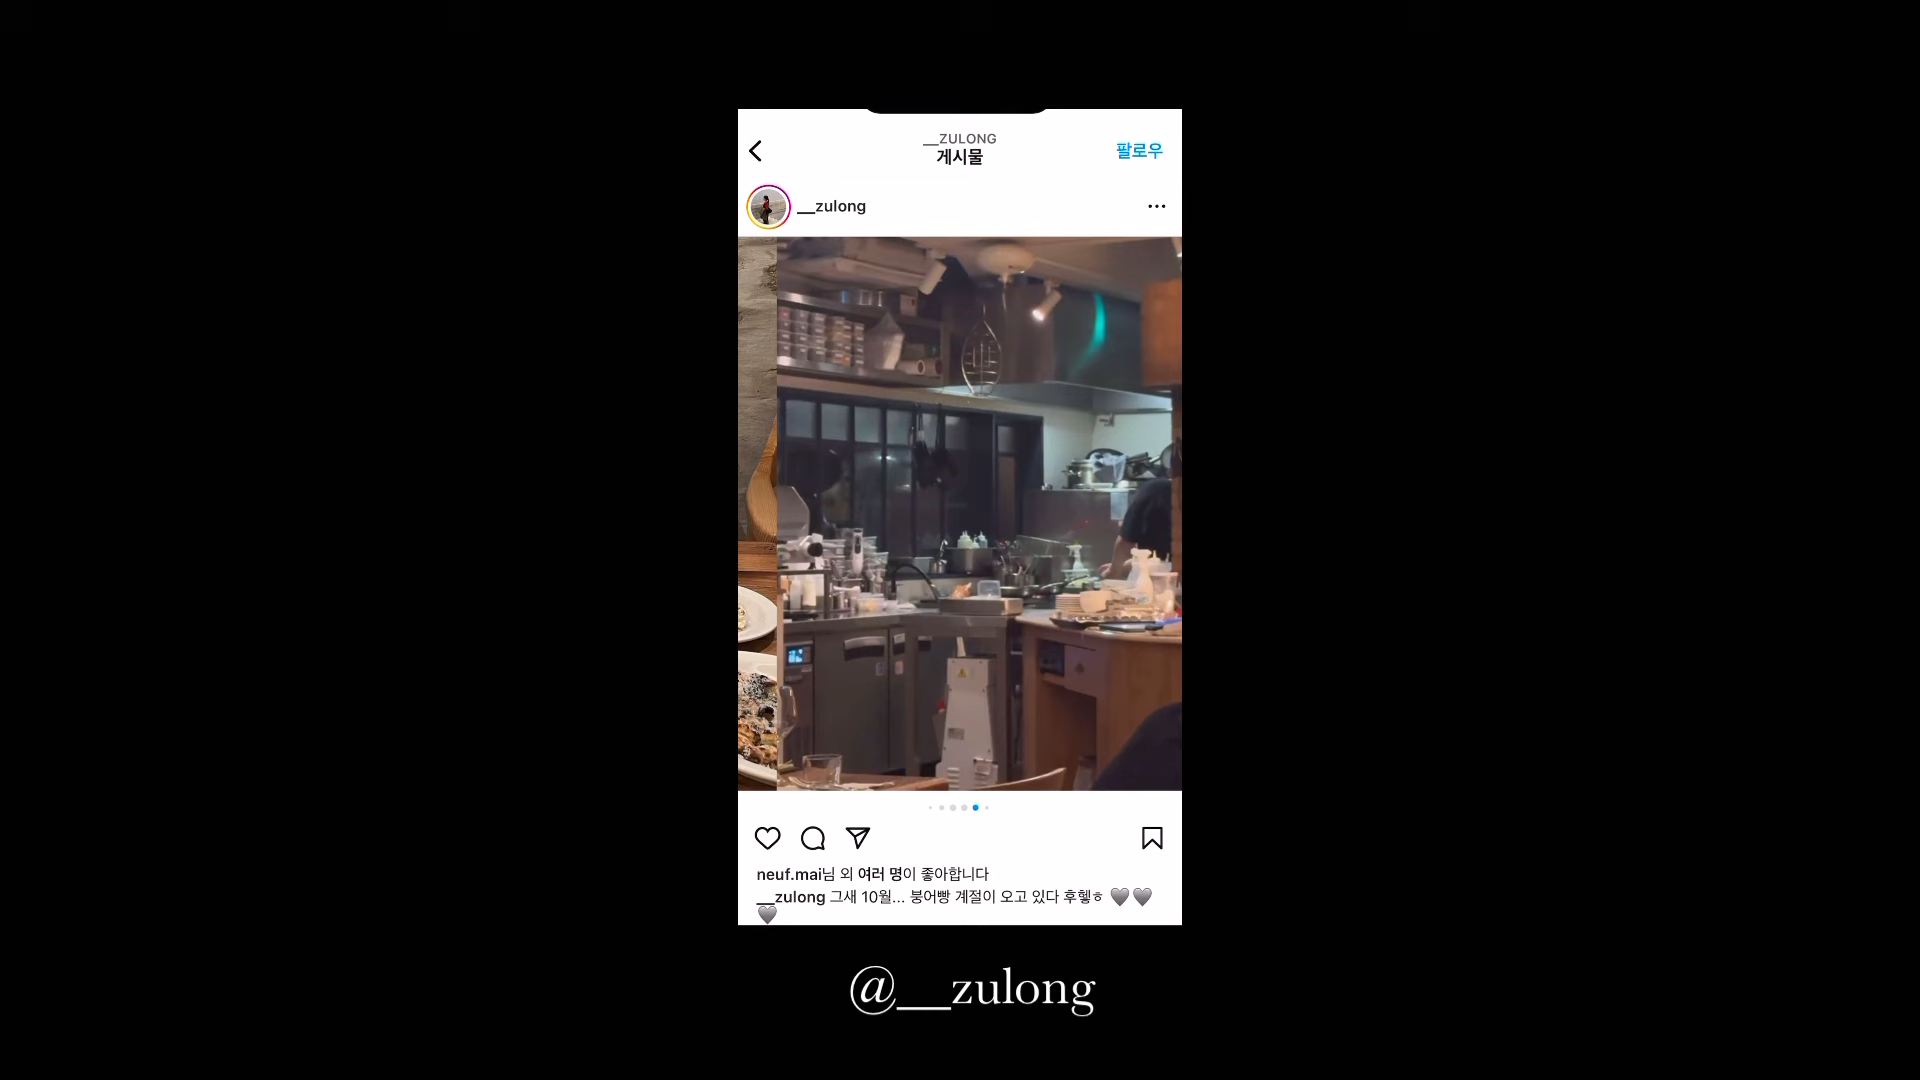 __ZULONG
게시물
팔로우
__zulong
neuf.mai님 외 여러 명이 좋아합니다
__zulong 그새 10월... 붕어빵 계절이 오고 있다 후헿ㅎ 🩶🩶
🩶
@__zulong